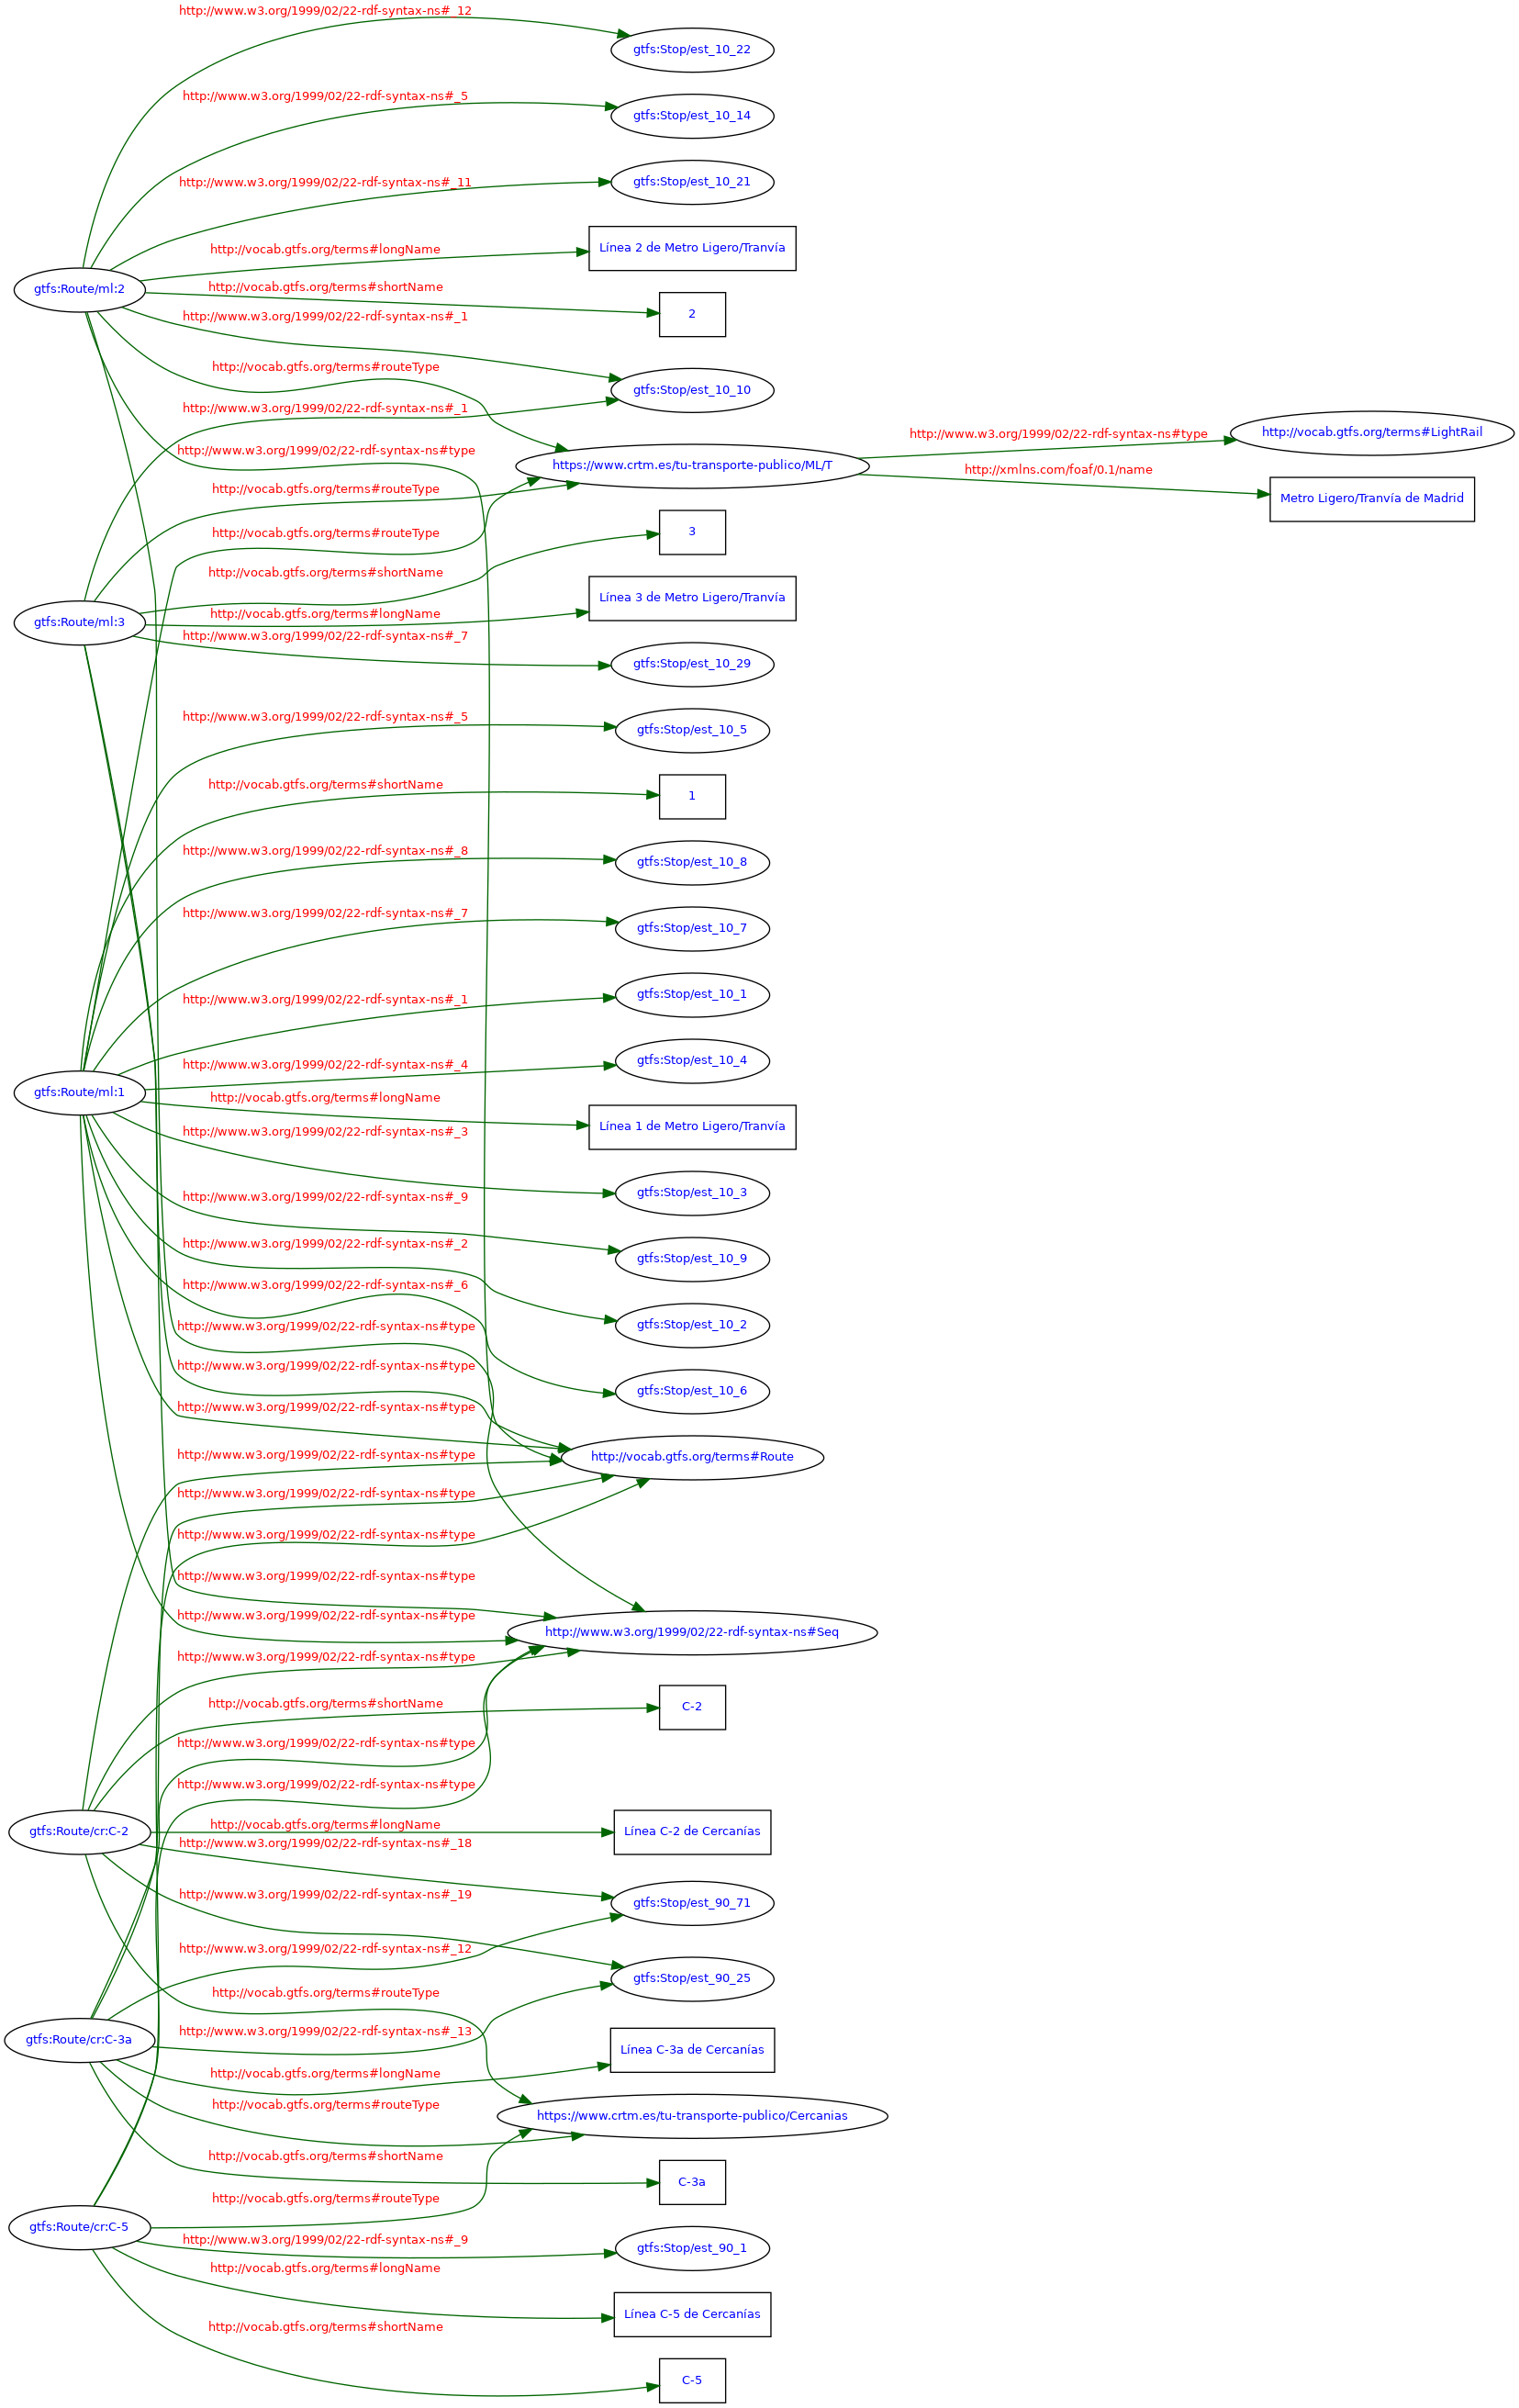 http://www.w3.org/1999/02/22-rdf-syntax-ns#_12
gtfs:Stop/est_10_22
http://www.w3.org/1999/02/22-rdf-syntax-ns#_5
gtfs:Stop/est_10_14
http://www.w3.org/1999/02/22-rdf-syntax-ns#_11
gtfs:Stop/est_10_21
http://vocab.gtfs.org/terms#longName
Línea 2 de Metro Ligero/Tranvía
gtfs:Route/ml:2
http://vocab.gtfs.org/terms#shortName
2
http://www.w3.org/1999/02/22-rdf-syntax-ns#_1
http://vocab.gtfs.org/terms#routeType
gtfs:Stop/est_10_10
http://www.w3.org/1999/02/22-rdf-syntax-ns#_1
http://vocab.gtfs.org/terms#LightRail
http://www.w3.org/1999/02/22-rdf-syntax-ns#type
http://www.w3.org/1999/02/22-rdf-syntax-ns#type
https://www.crtm.es/tu-transporte-publico/ML/T
http://xmlns.com/foaf/0.1/name
http://vocab.gtfs.org/terms#routeType
Metro Ligero/Tranvía de Madrid
http://vocab.gtfs.org/terms#routeType
3
http://vocab.gtfs.org/terms#shortName
Línea 3 de Metro Ligero/Tranvía
http://vocab.gtfs.org/terms#longName
gtfs:Route/ml:3
http://www.w3.org/1999/02/22-rdf-syntax-ns#_7
gtfs:Stop/est_10_29
http://www.w3.org/1999/02/22-rdf-syntax-ns#_5
gtfs:Stop/est_10_5
http://vocab.gtfs.org/terms#shortName
1
http://www.w3.org/1999/02/22-rdf-syntax-ns#_8
gtfs:Stop/est_10_8
http://www.w3.org/1999/02/22-rdf-syntax-ns#_7
gtfs:Stop/est_10_7
http://www.w3.org/1999/02/22-rdf-syntax-ns#_1
gtfs:Stop/est_10_1
http://www.w3.org/1999/02/22-rdf-syntax-ns#_4
gtfs:Stop/est_10_4
gtfs:Route/ml:1
http://vocab.gtfs.org/terms#longName
Línea 1 de Metro Ligero/Tranvía
http://www.w3.org/1999/02/22-rdf-syntax-ns#_3
gtfs:Stop/est_10_3
http://www.w3.org/1999/02/22-rdf-syntax-ns#_9
gtfs:Stop/est_10_9
http://www.w3.org/1999/02/22-rdf-syntax-ns#_2
http://www.w3.org/1999/02/22-rdf-syntax-ns#_6
gtfs:Stop/est_10_2
http://www.w3.org/1999/02/22-rdf-syntax-ns#type
http://www.w3.org/1999/02/22-rdf-syntax-ns#type
gtfs:Stop/est_10_6
http://www.w3.org/1999/02/22-rdf-syntax-ns#type
http://www.w3.org/1999/02/22-rdf-syntax-ns#type
http://vocab.gtfs.org/terms#Route
http://www.w3.org/1999/02/22-rdf-syntax-ns#type
http://www.w3.org/1999/02/22-rdf-syntax-ns#type
http://www.w3.org/1999/02/22-rdf-syntax-ns#type
http://www.w3.org/1999/02/22-rdf-syntax-ns#type
http://www.w3.org/1999/02/22-rdf-syntax-ns#Seq
http://www.w3.org/1999/02/22-rdf-syntax-ns#type
http://vocab.gtfs.org/terms#shortName
C-2
http://www.w3.org/1999/02/22-rdf-syntax-ns#type
http://www.w3.org/1999/02/22-rdf-syntax-ns#type
http://vocab.gtfs.org/terms#longName
gtfs:Route/cr:C-2
Línea C-2 de Cercanías
http://www.w3.org/1999/02/22-rdf-syntax-ns#_18
http://www.w3.org/1999/02/22-rdf-syntax-ns#_19
gtfs:Stop/est_90_71
http://www.w3.org/1999/02/22-rdf-syntax-ns#_12
gtfs:Stop/est_90_25
http://vocab.gtfs.org/terms#routeType
http://www.w3.org/1999/02/22-rdf-syntax-ns#_13
gtfs:Route/cr:C-3a
Línea C-3a de Cercanías
http://vocab.gtfs.org/terms#longName
http://vocab.gtfs.org/terms#routeType
https://www.crtm.es/tu-transporte-publico/Cercanias
http://vocab.gtfs.org/terms#shortName
C-3a
http://vocab.gtfs.org/terms#routeType
gtfs:Route/cr:C-5
http://www.w3.org/1999/02/22-rdf-syntax-ns#_9
gtfs:Stop/est_90_1
http://vocab.gtfs.org/terms#longName
Línea C-5 de Cercanías
http://vocab.gtfs.org/terms#shortName
C-5